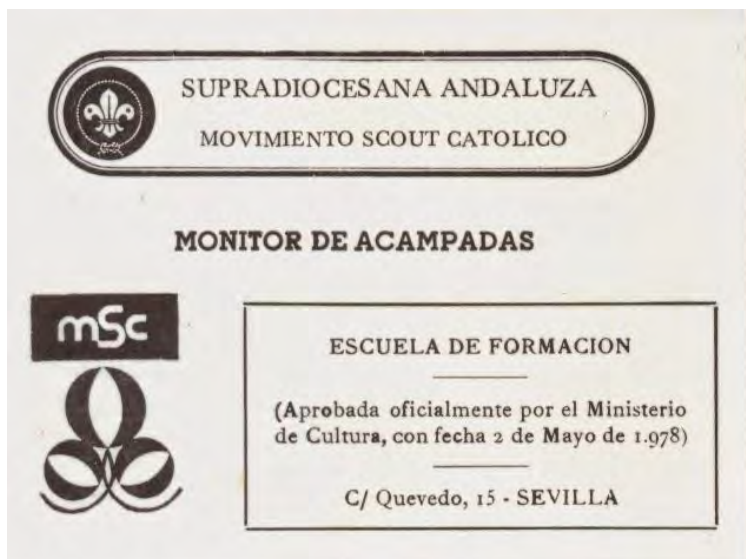 SUPRADIOCESANA ANDALUZA
MOVIMIENTO SCOUT CATOLICO
MONITOR DE ACAMPADAS
mSc
ESCUELA DE FORMACION
(Aprobada oficialmente por el Ministerio
de Cultura, con fecha 2 de Mayo de 1.978)
C/ Quevedo, 15 - SEVILLA